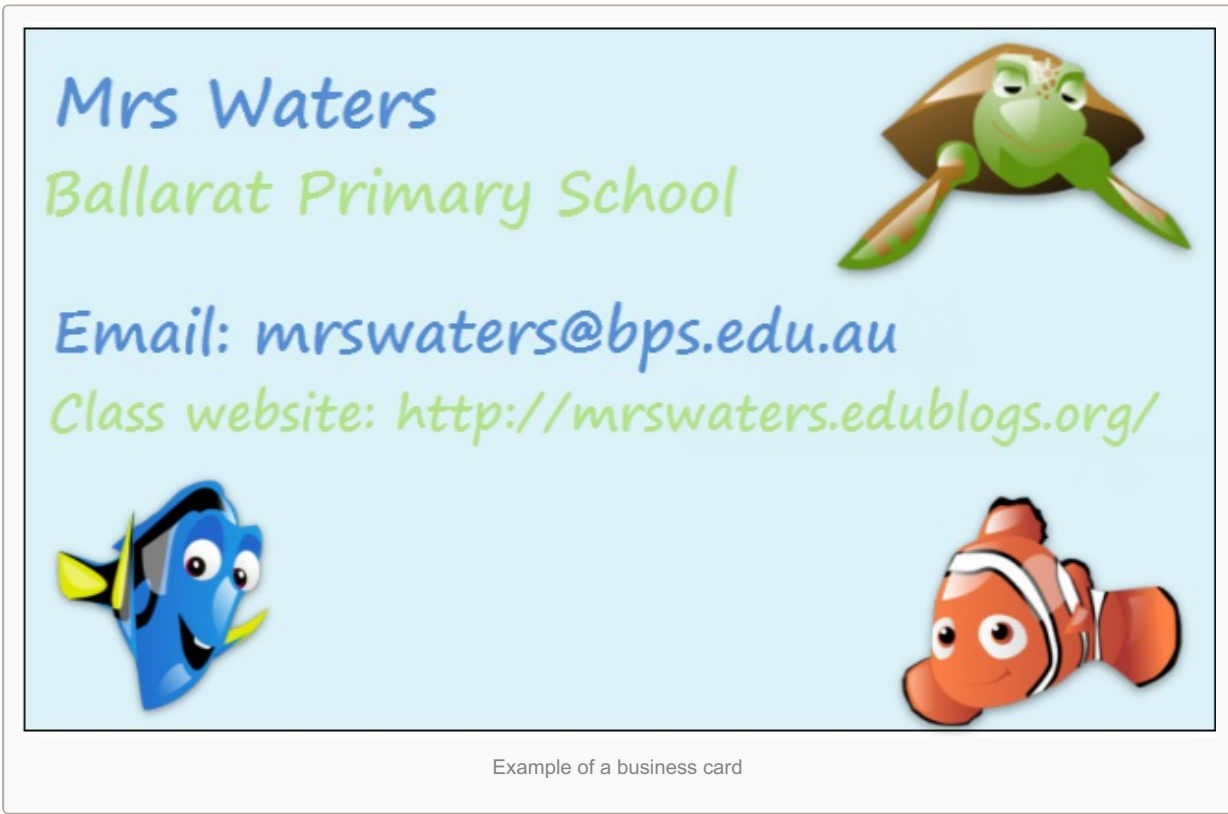 Mrs Waters
Ballarat Primary School
Email: mrswaters@bps.edu.au
Class website: http://mrswaters.edublogs.org/
Example of a business card